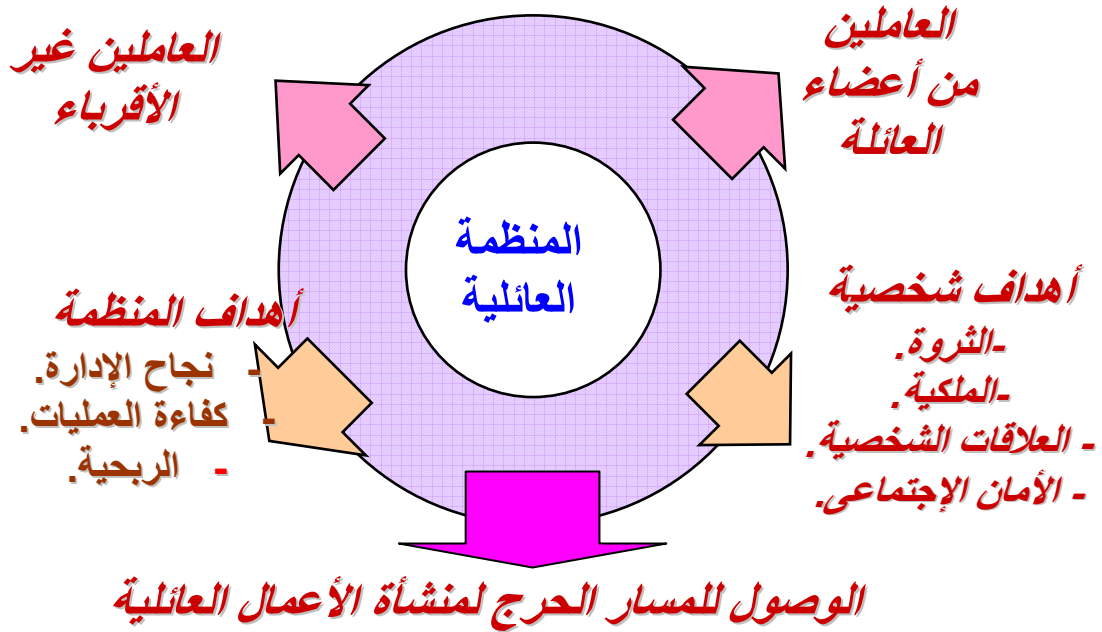 العاملين
من أعضاء
العائلة
العاملين غير
الأقرباء
المنظمة
العائلية
أهداف شخصية
-الثروة.
-الملكية.
- العلاقات الشخصية.
- الأمان الإجتماعى.
أهداف المنظمة
- نجاح الإدارة.
- كفاءة العمليات.
- الربحية.
الوصول للمسار الحرج لمنشأة الأعمال العائلية